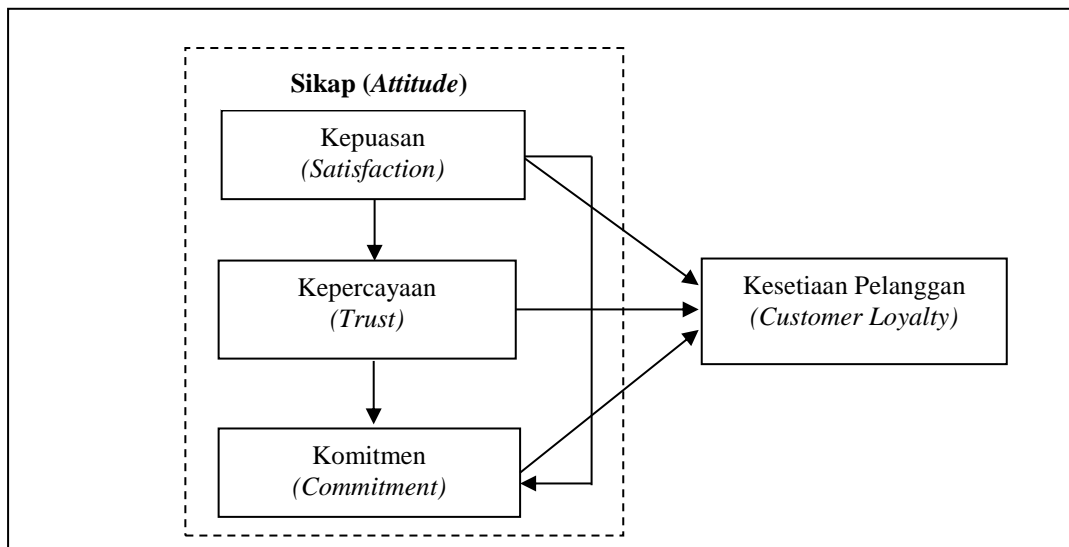 Sikap (Attitude)
Kepuasan
(Satisfaction)
Kepercayaan
(Trust)
Komitmen
(Commitment)
Kesetiaan Pelanggan
(Customer Loyalty)